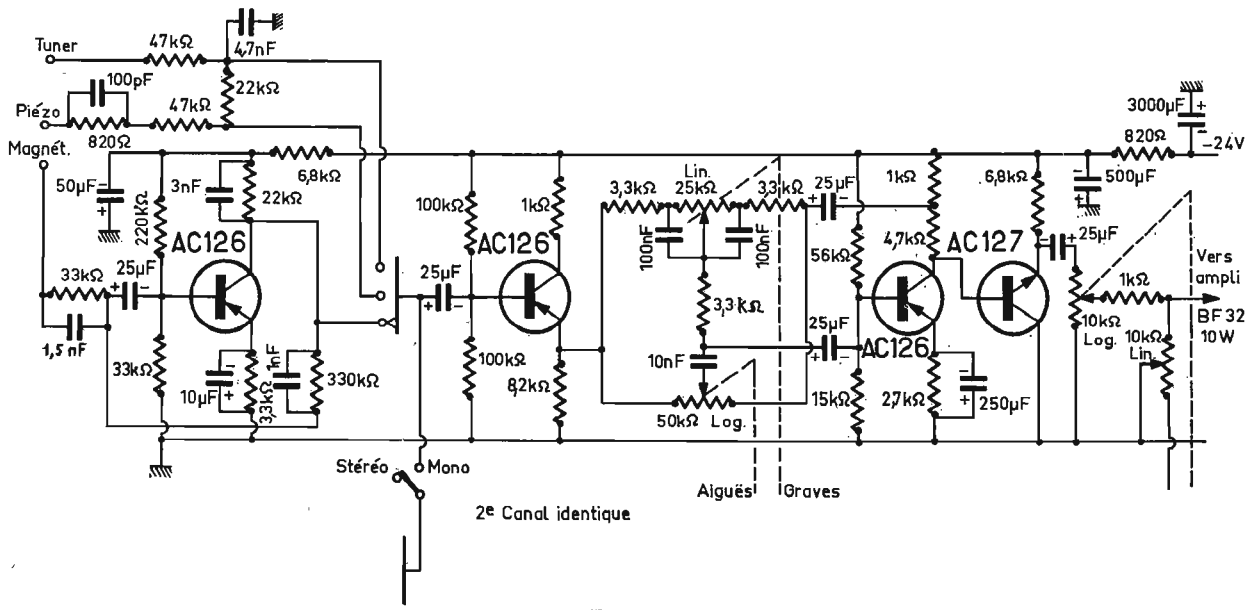 Tuner
47kΩ
4,7nF
100pF
22kΩ
Piézo
47kΩ
820Ω
Magnét.
3000µF
+
-
820Ω
-24V
50µF
-
+
3nF
22kΩ
6,8kΩ
220kΩ
100kΩ
1kΩ
3,3kΩ
Lin.
25kΩ
3,3kΩ
25µF
+ -
1kΩ
6,8kΩ
-
+
500µF
AC126
AC126
100nF
100nF
56kΩ
4,7kΩ
AC127
- +
25µF
Vers
ampli
BF 32
10W
33kΩ
25µF
+ -
25µF
+ -
3,3kΩ
25µF
+ -
1kΩ
10kΩ
Log.
10kΩ
Lin.
1,5nF
33kΩ
10µF
-
+
3,3kΩ
1nF
330kΩ
100kΩ
8,2kΩ
10nF
50kΩ
Log.
AC126
15kΩ
2,7kΩ
-
+
250µF
Stéréo
Mono
Aiguës
Graves
2e Canal identique